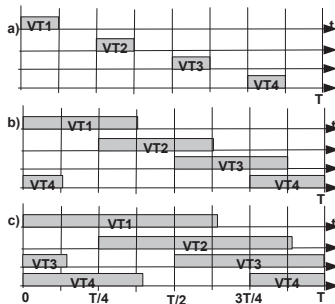 a) VT1 t
VT2
VT3
VT4
T
b) VT1 t
VT2
VT3
VT4 VT4
T
c) VT1 t
VT2
VT3 VT3
VT4 VT4
0 T/4 T/2 3T/4 T